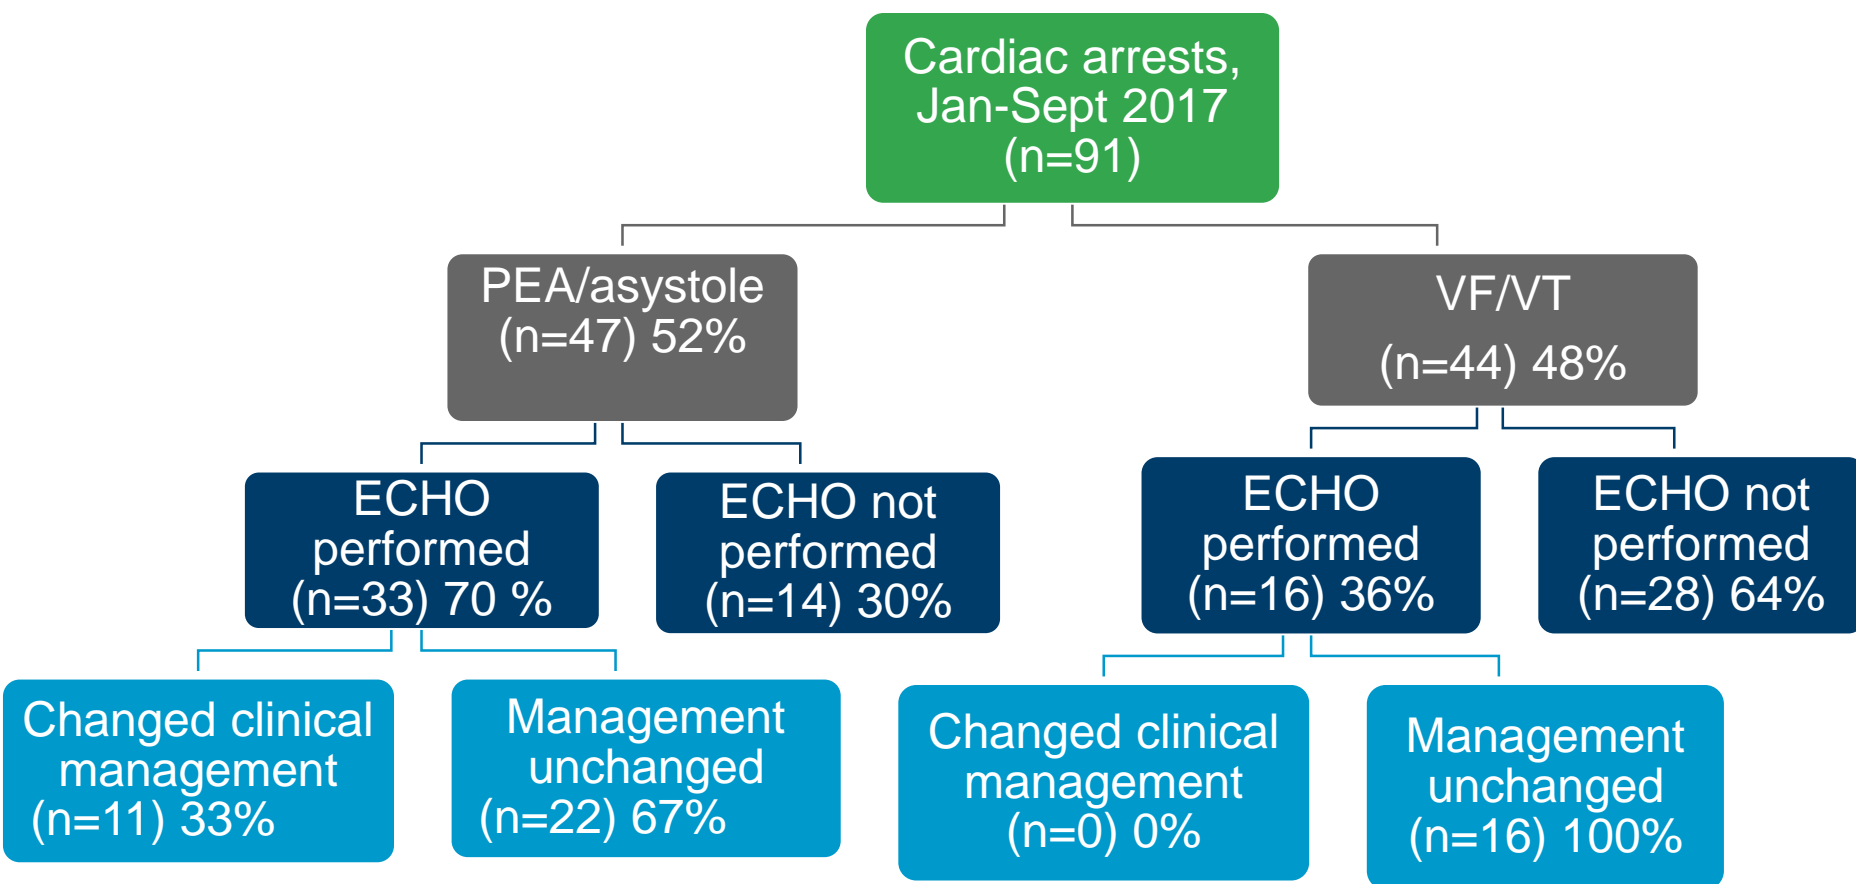 Cardiac arrests,
Jan-Sept 2017
(n=91)
PEA/asystole
(n=47) 52%
VF/VT
(n=44) 48%
ECHO
performed
(n=33) 70 %
ECHO not
performed
(n=14) 30%
ECHO
performed
(n=16) 36%
ECHO not
performed
(n=28) 64%
Changed clinical
management
(n=11) 33%
Management
unchanged
(n=22) 67%
Changed clinical
management
(n=0) 0%
Management
unchanged
(n=16) 100%